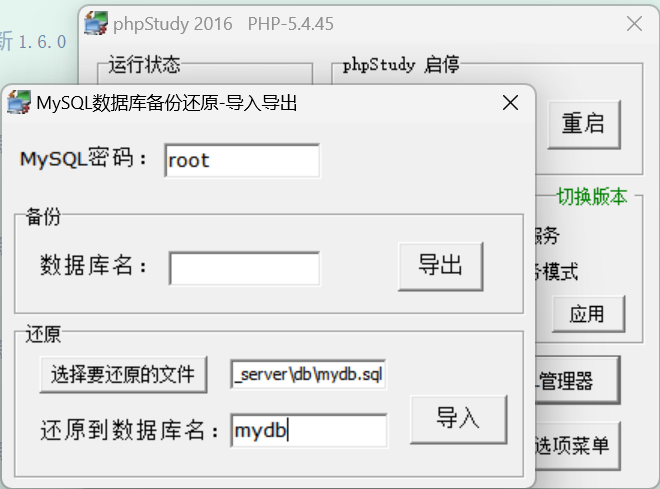 phpStudy 2016 PHP-5.4.45
新 1.6.0
运行状态
phpStudy 启停
MySQL数据库备份还原-导入导出
重启
MySQL密码： root
切换版本
备份
服务
数据库名：
导出
务模式
应用
还原
选择要还原的文件
_server\db\mydb.sql
管理器
还原到数据库名： mydb
导入
选项菜单